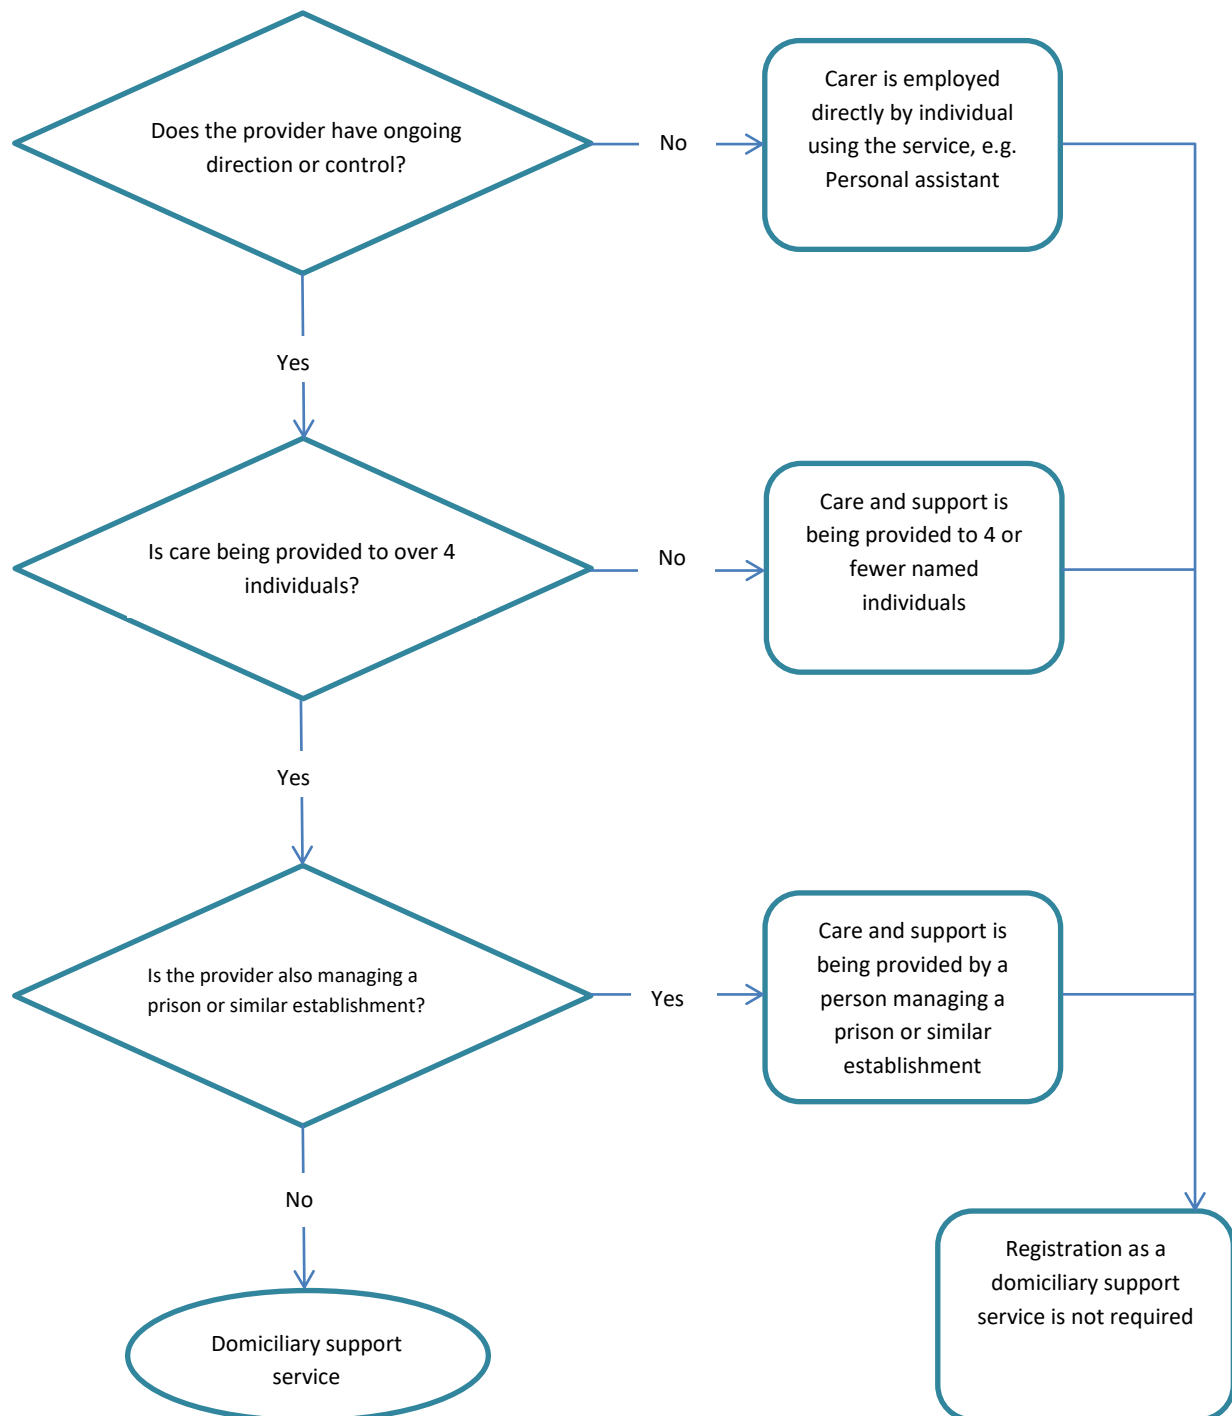 Does the provider have ongoing
direction or control?
No
Carer is employed
directly by individual
using the service, e.g.
Personal assistant
Yes
Is care being provided to over 4
individuals?
No
Care and support is
being provided to 4 or
fewer named
individuals
Yes
Is the provider also managing a
prison or similar establishment?
Yes
Care and support is
being provided by a
person managing a
prison or similar
establishment
No
Domiciliary support
service
Registration as a
domiciliary support
service is not required